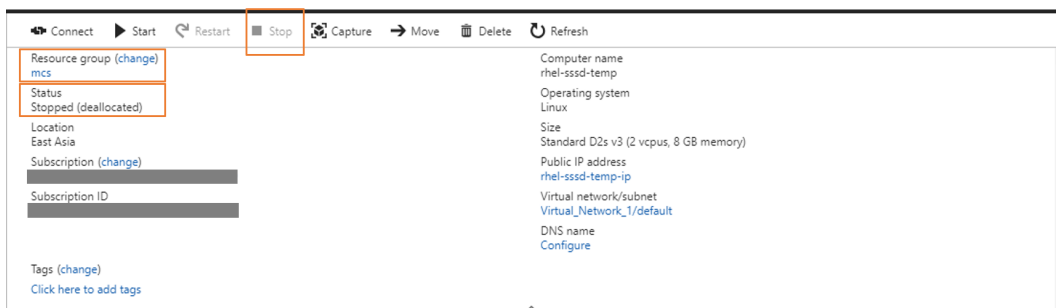 Connect Start Restart Stop Capture Move Delete Refresh
Resource group (change)
mcs
Status
Stopped (deallocated)
Location
East Asia
Subscription (change)
Subscription ID
Tags (change)
Click here to add tags
Computer name
rhel-sssd-temp
Operating system
Linux
Size
Standard D2s v3 (2 vcpus, 8 GB memory)
Public IP address
rhel-sssd-temp-ip
Virtual network/subnet
Virtual_Network_1/default
DNS name
Configure